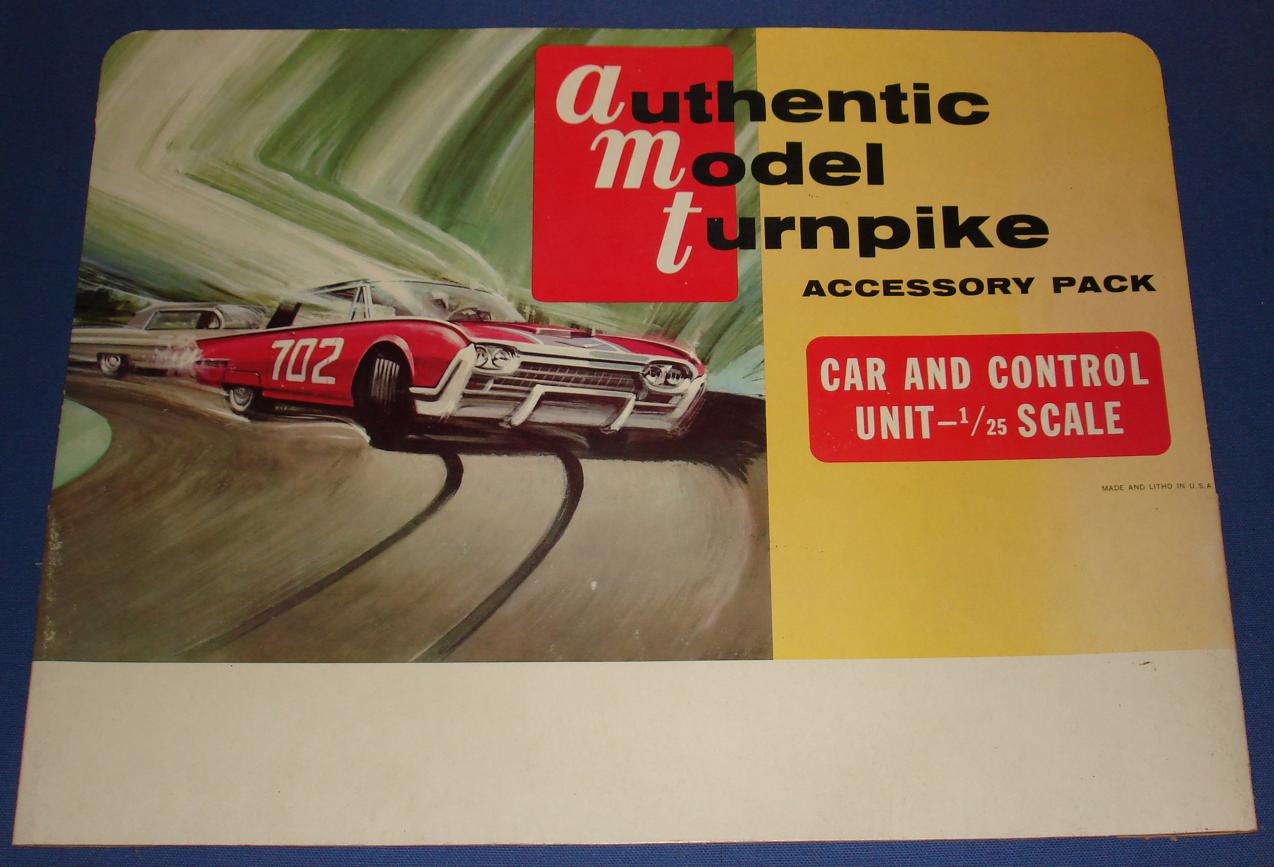 authentic
model
turnpike
ACCESSORY PACK
CAR AND CONTROL
UNIT–1/25 SCALE
MADE AND LITHO IN U.S.A.
702